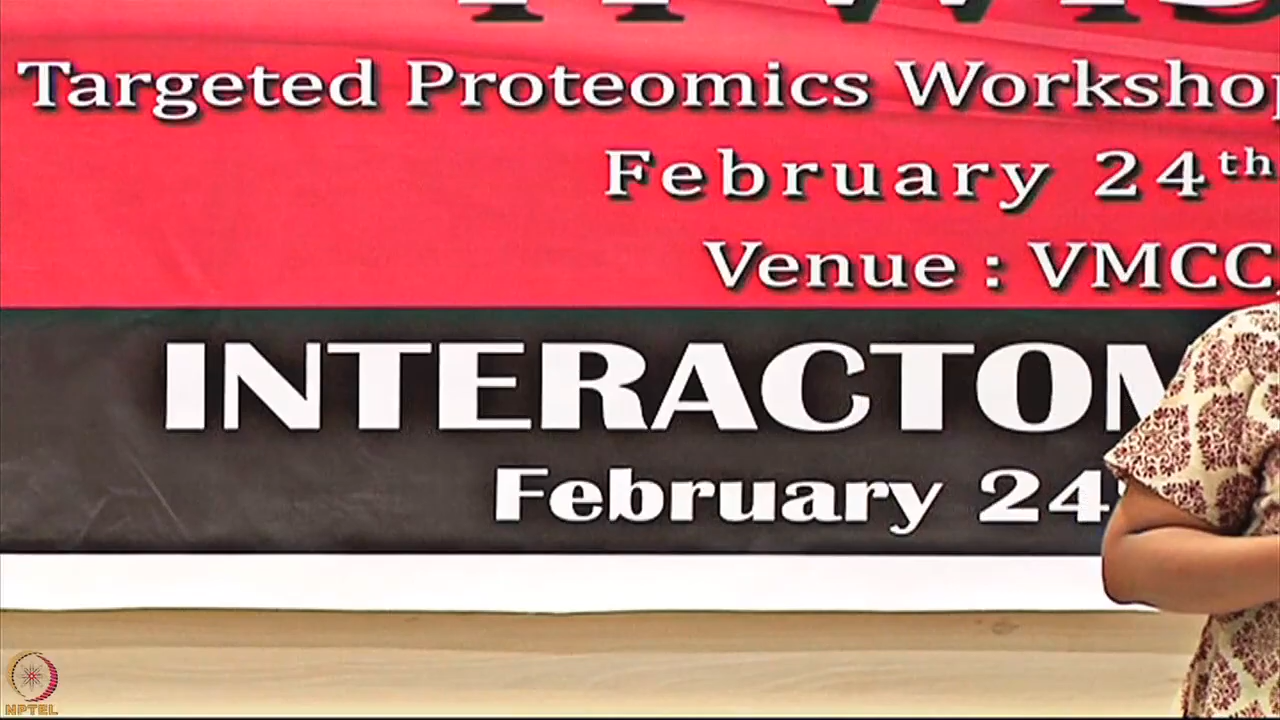 Targeted Proteomics Workshop
February 24th
Venue : VMCC,
INTERACTOM
February 24
NPTEL